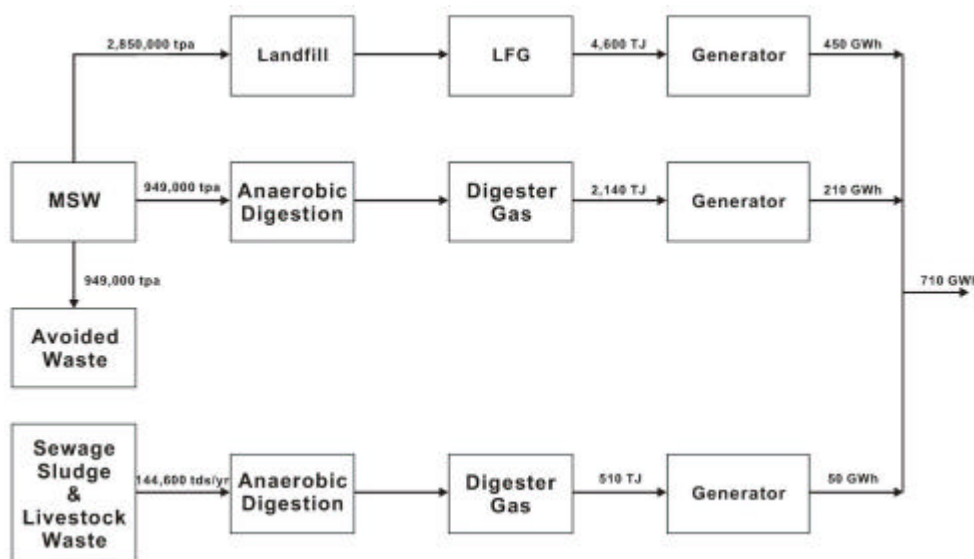 2,850,000 tpa
Landfill
LFG
4,600 TJ
Generator
450 GWh
MSW
949,000 tpa
Anaerobic
Digestion
Digester
Gas
2,140 TJ
Generator
210 GWh
949,000 tpa
710 GWh
Avoided
Waste
Sewage
Sludge
&
Livestock
Waste
144,600 tds/yr
Anaerobic
Digestion
Digester
Gas
510 TJ
Generator
50 GWh